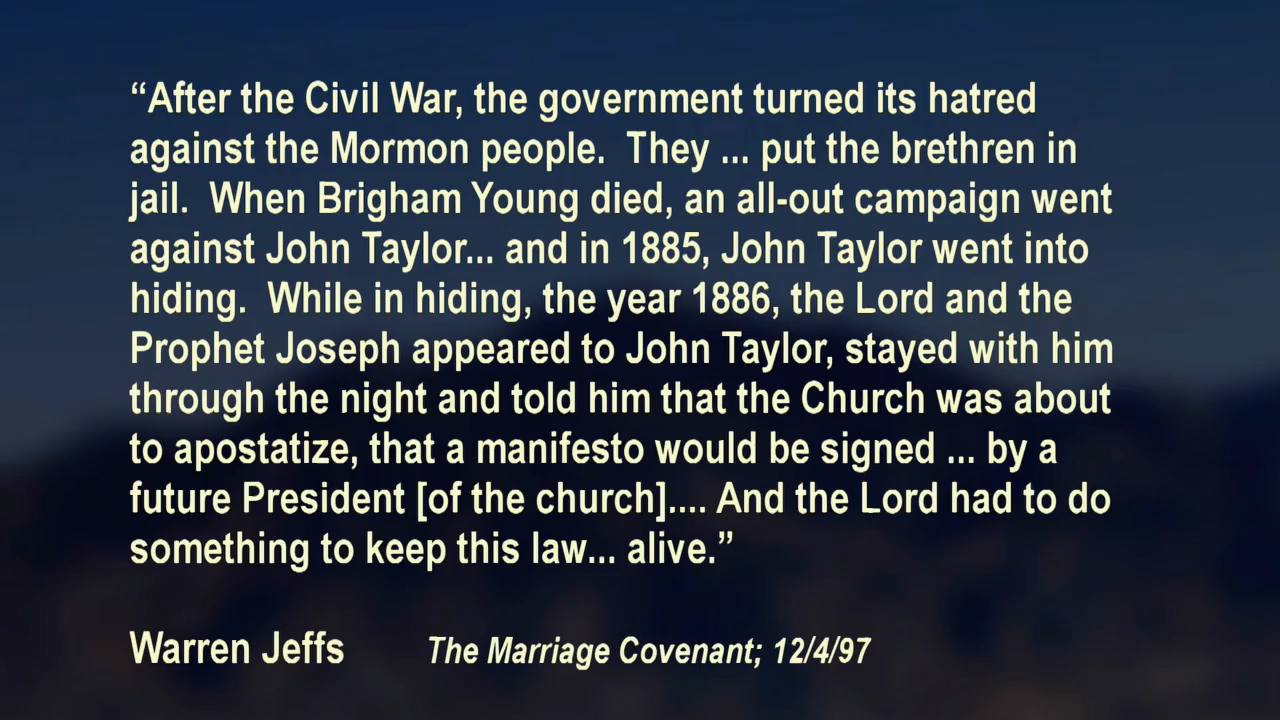 “After the Civil War, the government turned its hatred
against the Mormon people.  They ... put the brethren in
jail.  When Brigham Young died, an all-out campaign went
against John Taylor... and in 1885, John Taylor went into
hiding.  While in hiding, the year 1886, the Lord and the
Prophet Joseph appeared to John Taylor, stayed with him
through the night and told him that the Church was about
to apostatize, that a manifesto would be signed ... by a
future President [of the church].... And the Lord had to do
something to keep this law... alive.”
Warren Jeffs The Marriage Covenant; 12/4/97